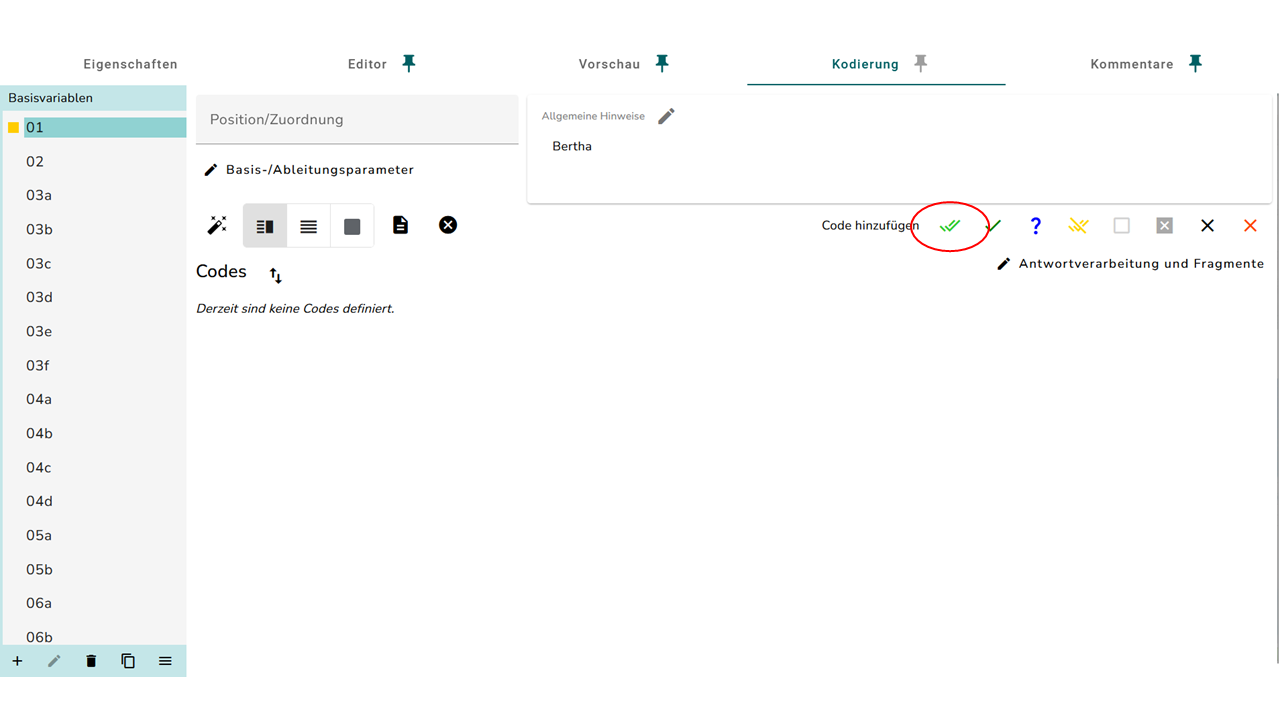 Eigenschaften
Editor
Vorschau
Kodierung
Kommentare
Basisvariablen
01
02
03a
03b
03c
03d
03e
03f
04a
04b
04c
04d
05a
05b
06a
06b
Position/Zuordnung
Basis-/Ableitungsparameter
Allgemeine Hinweise
Bertha
Code hinzufügen
?
Antwortverarbeitung und Fragmente
Codes
Derzeit sind keine Codes definiert.